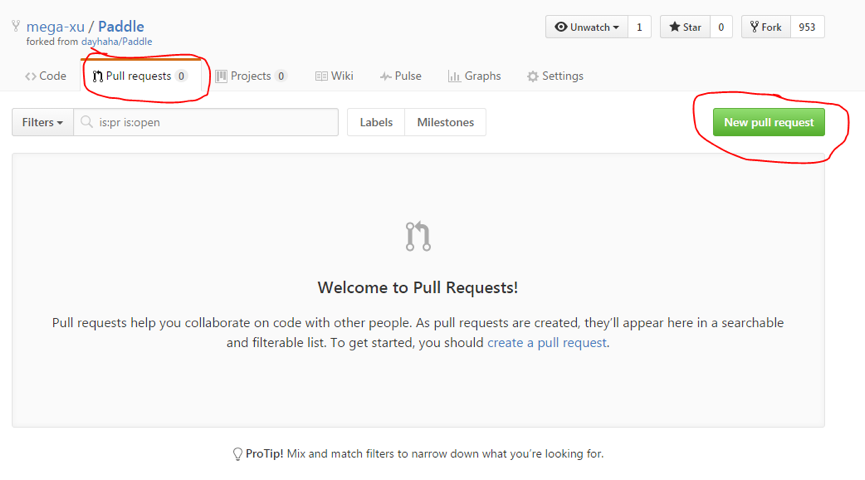 mega-xu / Paddle
forked from dayhaha/Paddle
Unwatch 1 Star 0 Fork 953
Code Pull requests 0 Projects 0 Wiki Pulse Graphs Settings
Filters is:pr is:open Labels Milestones New pull request
Welcome to Pull Requests!
Pull requests help you collaborate on code with other people. As pull requests are created, they’ll appear here in a searchable
and filterable list. To get started, you should create a pull request.
ProTip! Mix and match filters to narrow down what you’re looking for.